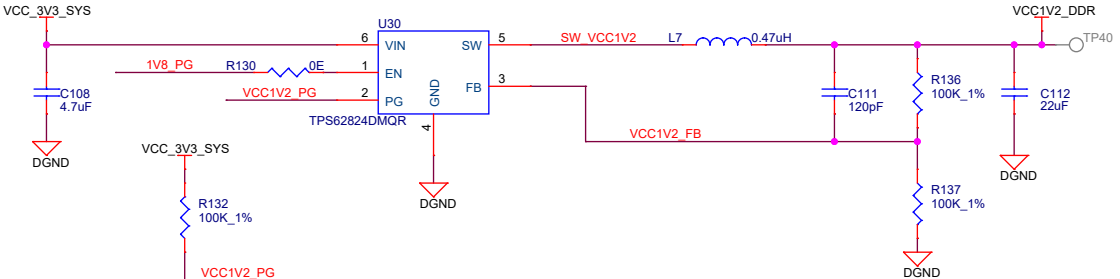 VCC_3V3_SYS
VCC1V2_DDR
U30
6
VIN
SW
5
SW_VCC1V2
L7
0.47uH
TP40
1V8_PG
R130
0E
1
EN
3
FB
C108
4.7uF
VCC1V2_PG
2
PG
GND
TPS62824DMQR
4
R136
100K_1%
C111
120pF
C112
22uF
VCC1V2_FB
DGND
VCC_3V3_SYS
DGND
DGND
R132
100K_1%
R137
100K_1%
VCC1V2_PG
DGND